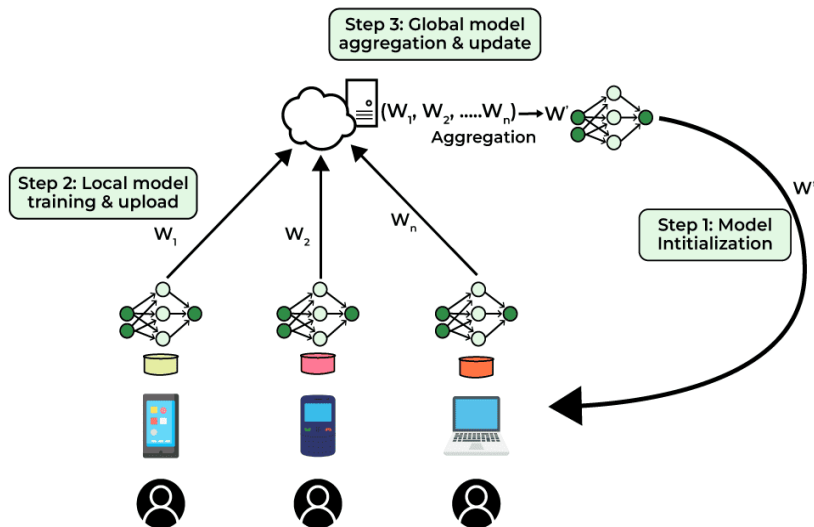 Step 3: Global model
aggregation & update
(W₁, W₂, .....Wₙ) → W'
Aggregation
Step 2: Local model
training & upload
W'
Step 1: Model
Intitialization
W₁
W₂
Wₙ